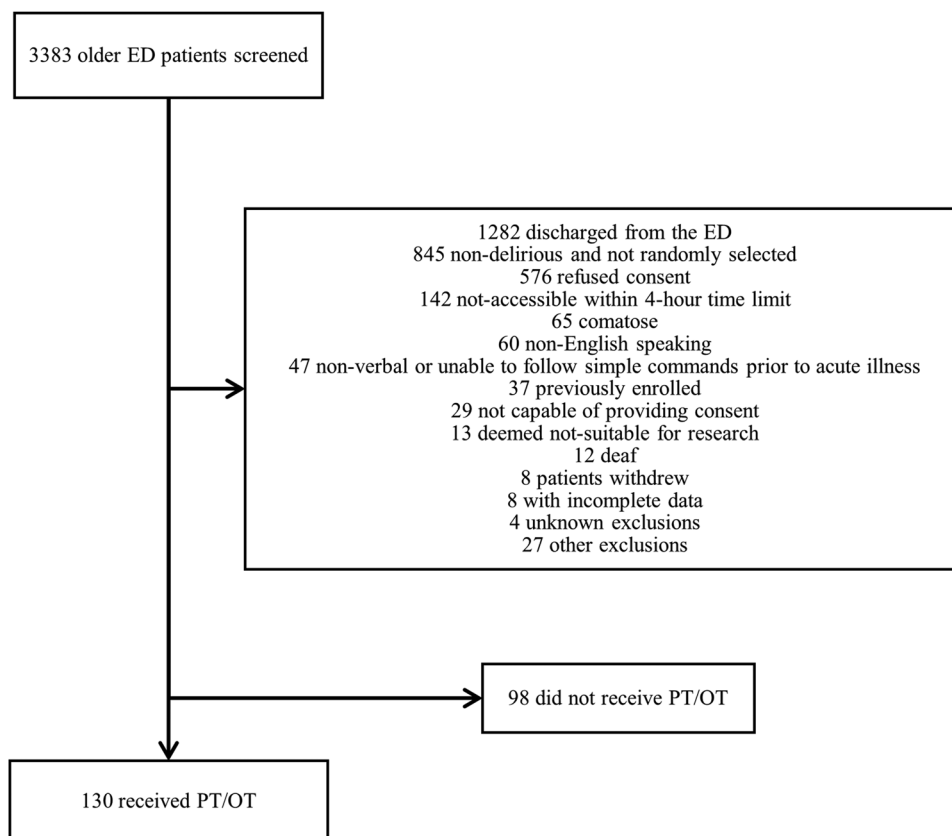 3383 older ED patients screened
1282 discharged from the ED
845 non-delirious and not randomly selected
576 refused consent
142 not-accessible within 4-hour time limit
65 comatose
60 non-English speaking
47 non-verbal or unable to follow simple commands prior to acute illness
37 previously enrolled
29 not capable of providing consent
13 deemed not-suitable for research
12 deaf
8 patients withdrew
8 with incomplete data
4 unknown exclusions
27 other exclusions
98 did not receive PT/OT
130 received PT/OT